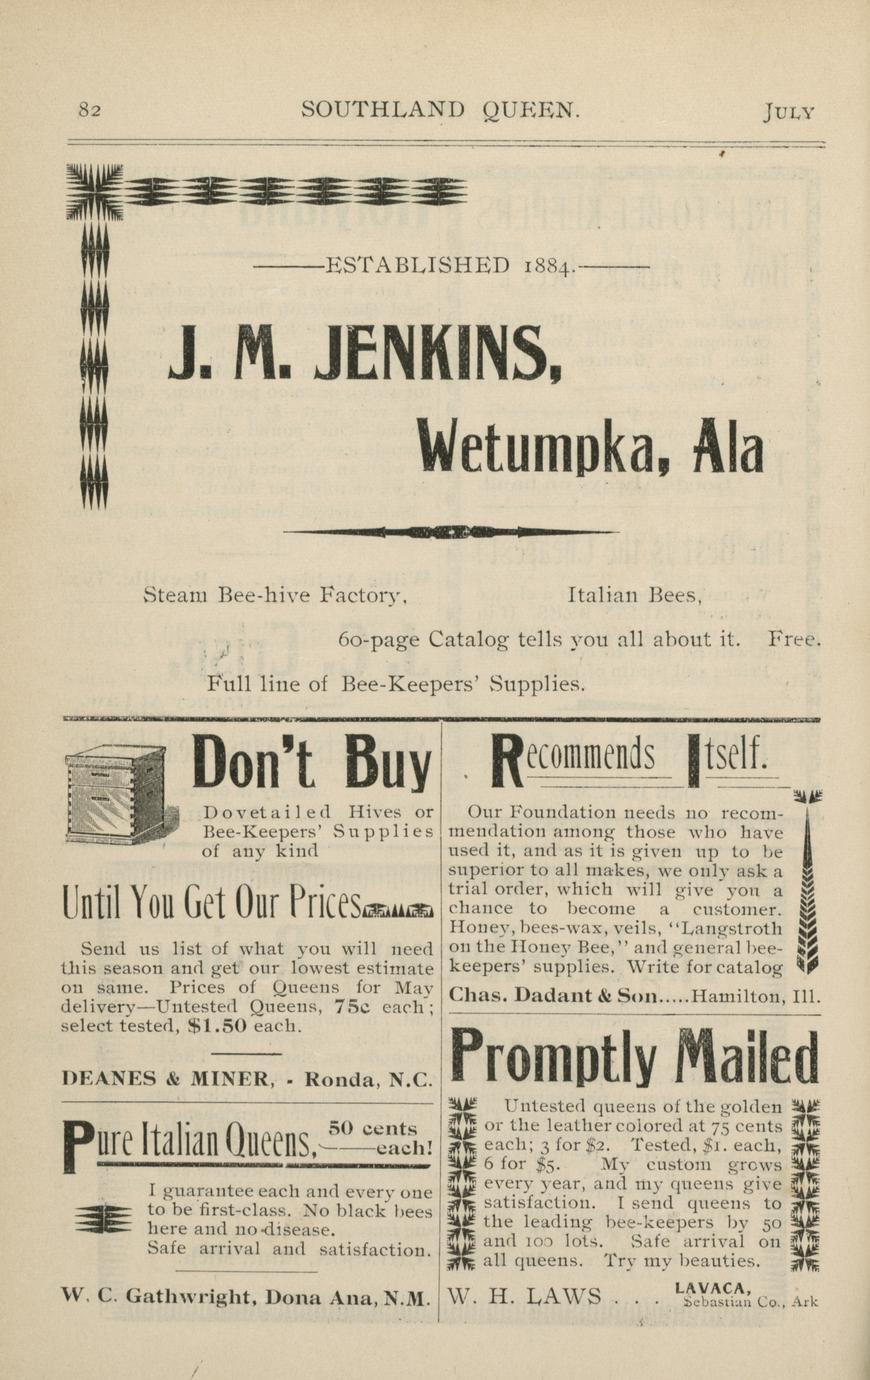 82
SOUTHLAND QUEEN.
JULY
ESTABLISHED 1884.
J. M. JENKINS,
Wetumpka, Ala
Steam Bee-hive Factory,
Italian Bees,
60-page Catalog tells you all about it. Free.
Full line of Bee-Keepers' Supplies.
Don't Buy
Dovetailed Hives or
Bee-Keepers' Supplies
of any kind
Until You Get Our Prices
Send us list of what you will need
this season and get our lowest estimate
on same. Prices of Queens for May
delivery—Untested Queens, 75c each;
select tested, $1.50 each.
DEANES & MINER, - Ronda, N.C.
Pure Italian Queens, 50 cents
each!
I guarantee each and every one
to be first-class. No black bees
here and no disease.
Safe arrival and satisfaction.
W. C. Gathwright, Dona Ana, N.M.
Recommends Itself.
Our Foundation needs no recom-
mendation among those who have
used it, and as it is given up to be
superior to all makes, we only ask a
trial order, which will give you a
chance to become a customer.
Honey, bees-wax, veils, "Langstroth
on the Honey Bee," and general bee-
keepers' supplies. Write for catalog
Chas. Dadant & Son.....Hamilton, Ill.
Promptly Mailed
Untested queens of the golden
or the leather colored at 75 cents
each; 3 for $2. Tested, $1. each,
6 for $5. My custom grows
every year, and my queens give
satisfaction. I send queens to
the leading bee-keepers by 50
and 100 lots. Safe arrival on
all queens. Try my beauties.
W. H. LAWS . . . LAVACA,
Sebastian Co., Ark